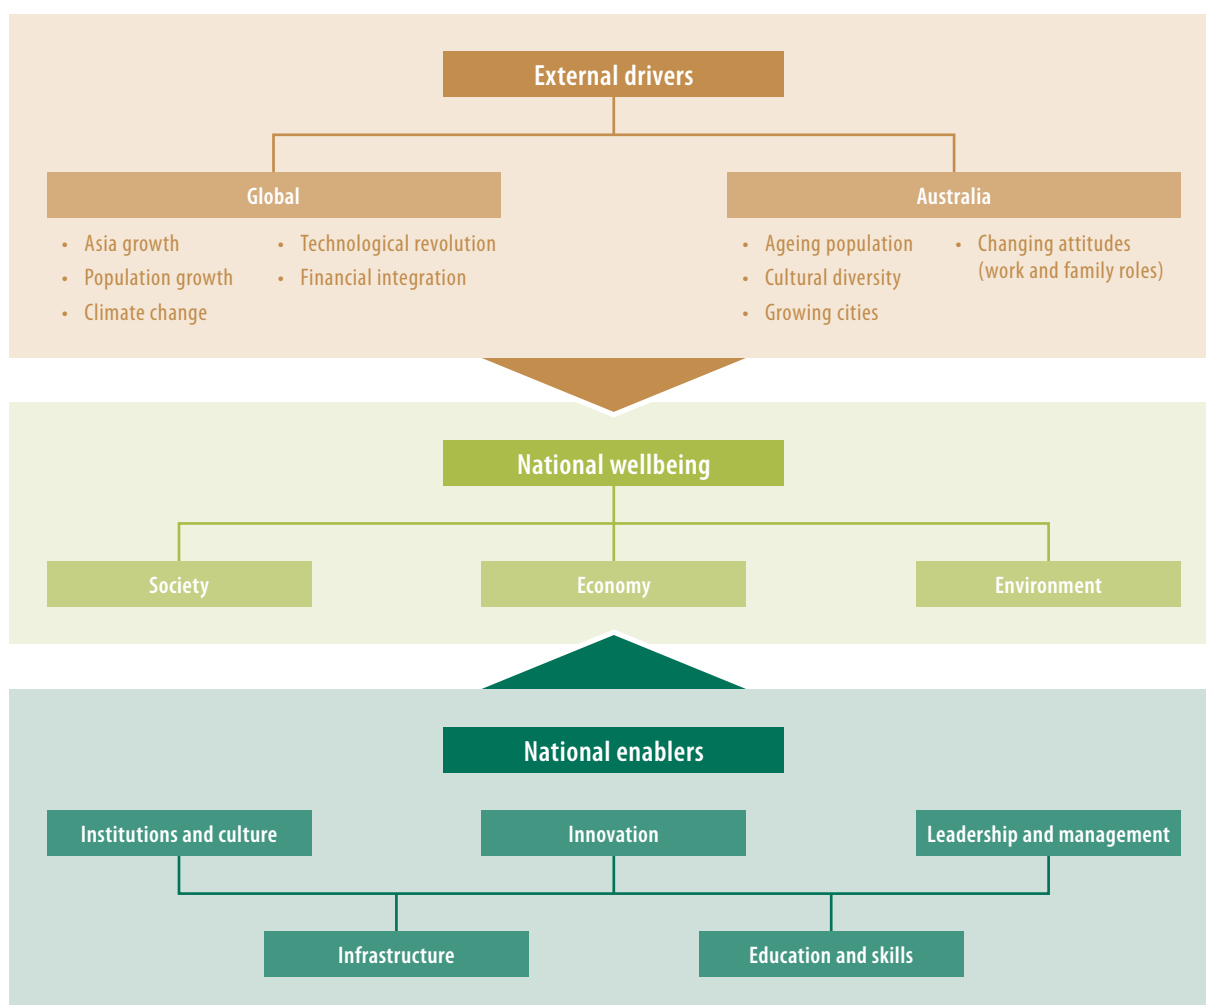 External drivers
Global
• Asia growth
• Population growth
• Climate change
• Technological revolution
• Financial integration
Australia
• Ageing population
• Cultural diversity
• Growing cities
• Changing attitudes
(work and family roles)
National wellbeing
Society
Economy
Environment
National enablers
Institutions and culture
Innovation
Leadership and management
Infrastructure
Education and skills